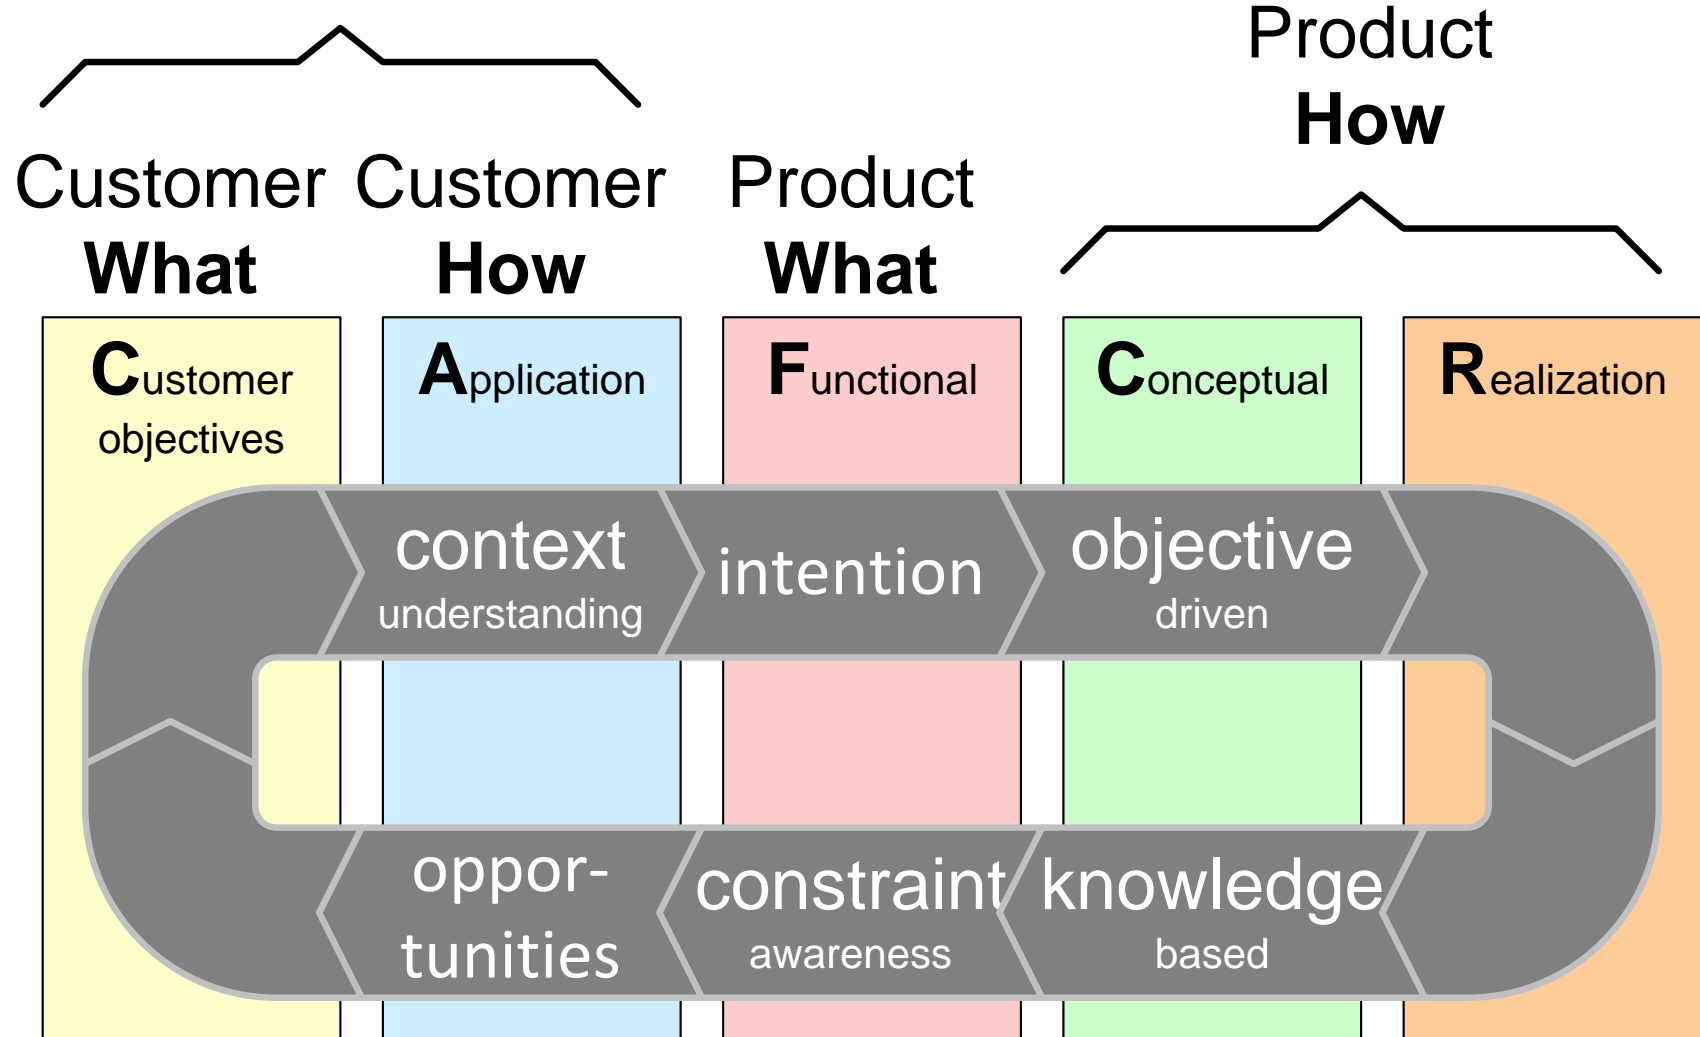 Product
How
Customer Customer Product
What How What
Customer Application Functional Conceptual Realization
objectives
context intention objective
understanding driven
oppor- constraint knowledge
tunities awareness based